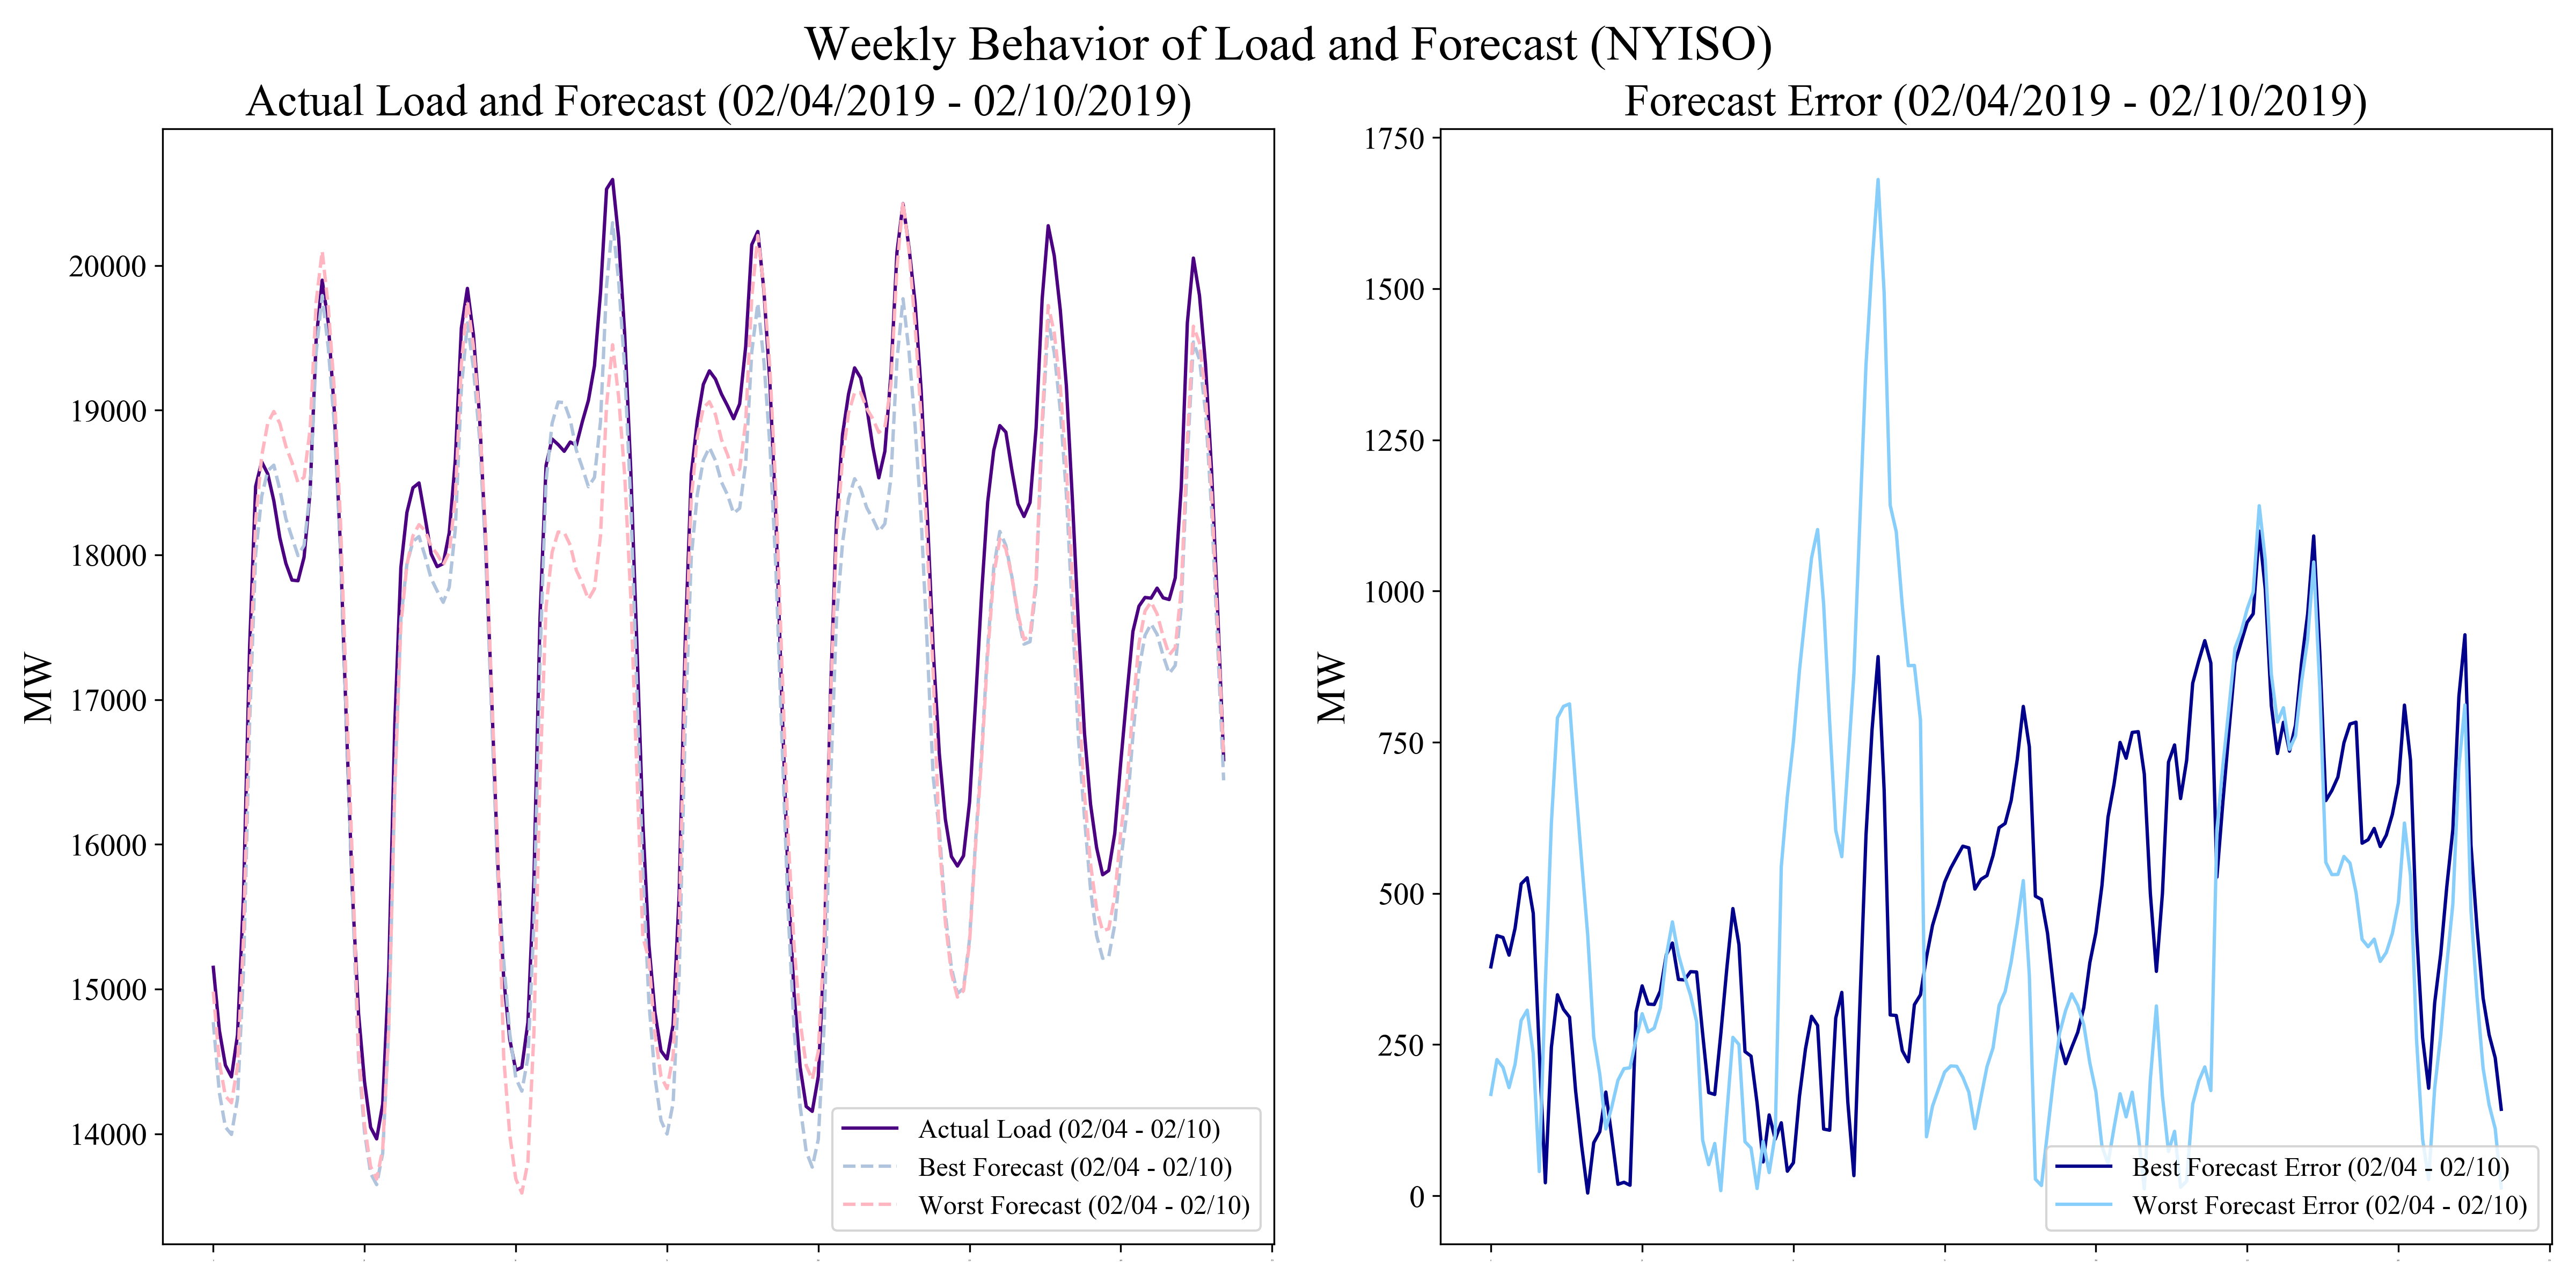 Weekly Behavior of Load and Forecast (NYISO)
Actual Load and Forecast (02/04/2019 - 02/10/2019)
20000
19000
18000
17000
16000
15000
14000
MW
Actual Load (02/04 - 02/10)
Best Forecast (02/04 - 02/10)
Worst Forecast (02/04 - 02/10)
Forecast Error (02/04/2019 - 02/10/2019)
1750
1500
1250
1000
750
500
250
0
MW
Best Forecast Error (02/04 - 02/10)
Worst Forecast Error (02/04 - 02/10)